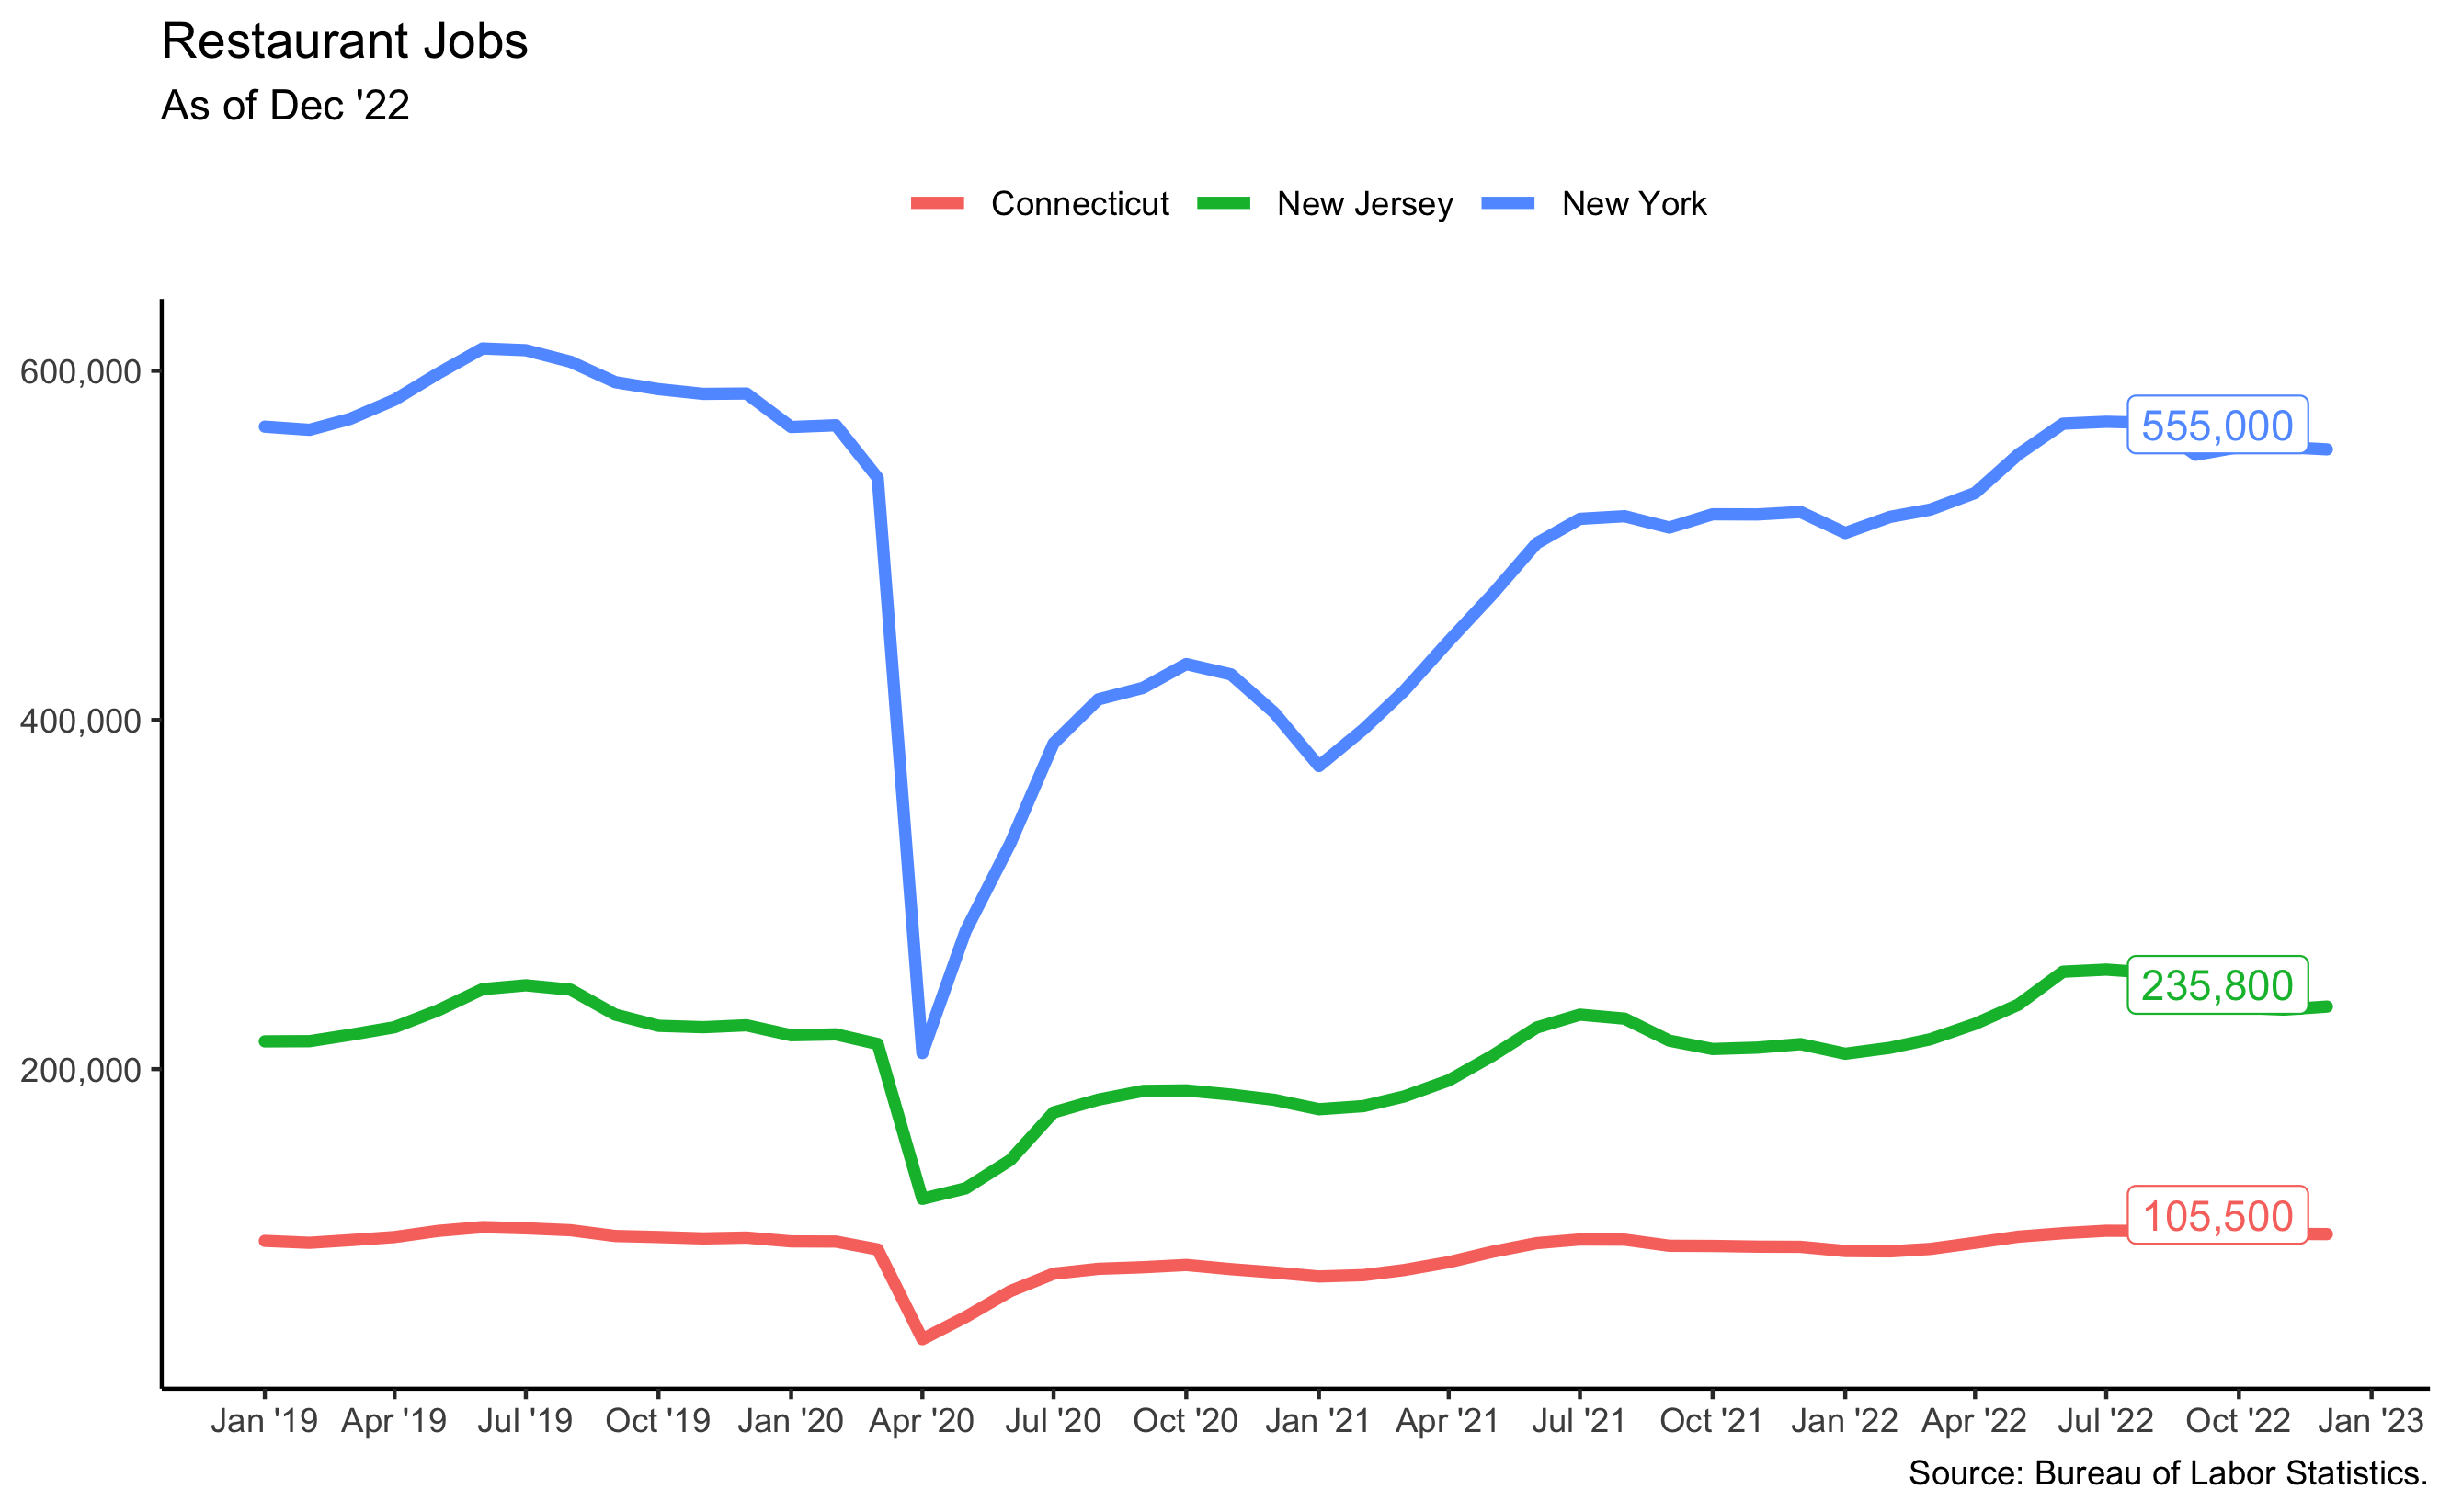 Restaurant Jobs
As of Dec '22
Connecticut New Jersey New York
600,000
400,000
200,000
555,000
235,800
105,500
Jan '19 Apr '19 Jul '19 Oct '19 Jan '20 Apr '20 Jul '20 Oct '20 Jan '21 Apr '21 Jul '21 Oct '21 Jan '22 Apr '22 Jul '22 Oct '22 Jan '23
Source: Bureau of Labor Statistics.